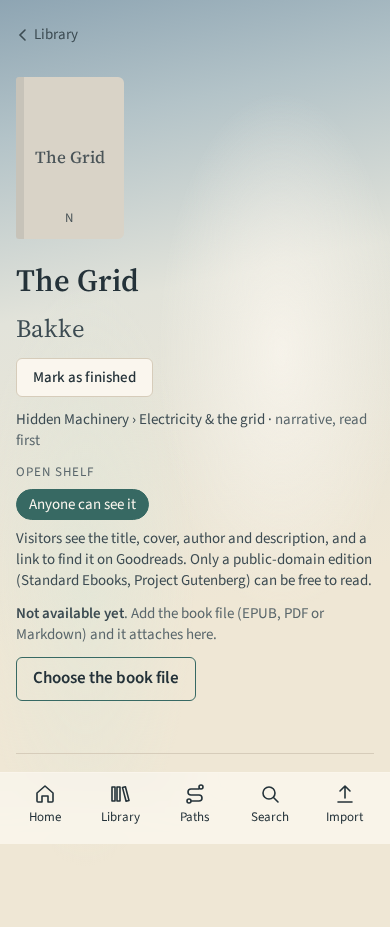 Library
The Grid
N
The Grid
Bakke
Mark as finished
Hidden Machinery › Electricity & the grid · narrative, read
first
OPEN SHELF
Anyone can see it
Visitors see the title, cover, author and description, and a
link to find it on Goodreads. Only a public-domain edition
(Standard Ebooks, Project Gutenberg) can be free to read.
Not available yet. Add the book file (EPUB, PDF or
Markdown) and it attaches here.
Choose the book file
Home Library Paths Search Import